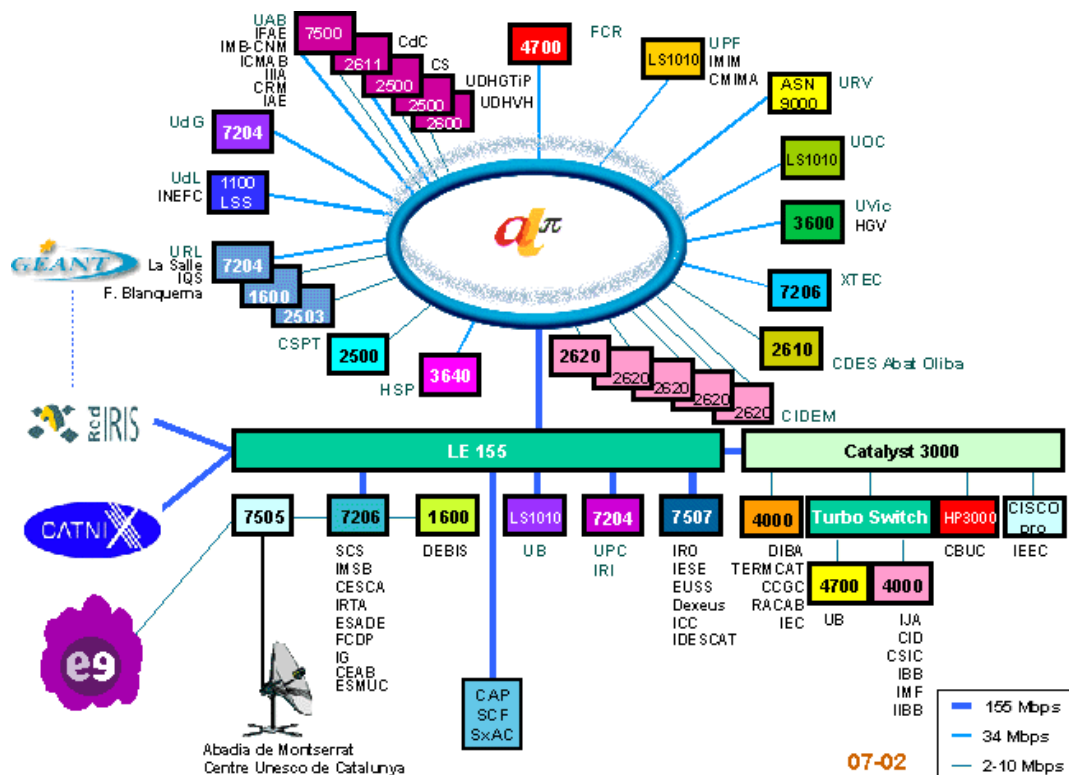 UAB
IFAE
IMB-CNM
ICMAB
IIIA
CRM
IAE
7500
2611
2500
2500
2600
CdC
CS
UDHGTiP
UDHVH
4700
FCR
LS1010
UPF
IMIM
CMIMA
ASN
9000
URV
UdG
7204
LS1010
UOC
UdL
INEFC
1100
LSS
3600
UVic
HGV
GÉANT
URL
La Salle
IQS
F. Blanquerna
7204
1600
2503
π
7206
XTEC
CSPT
2500
HSP
3640
2620
2620
2620
2620
2620
CIDEM
2610
CDES Abat Oliba
Red
IRIS
LE 155
Catalyst 3000
CATNIX
7505
7206
1600
LS1010
7204
7507
4000
Turbo Switch
HP3000
CISCO
pro
SCS
IMSB
CESCA
IRTA
ESADE
FCDP
IG
CEAB
ESMUC
DEBIS
UB
UPC
IRI
IRO
IESE
EUSS
Dexeus
ICC
IDESCAT
DIBA
TERMCAT
CCGC
RACAB
IEC
CBUC
IEEC
4700
4000
UB
IJA
CID
CSIC
IBB
IMF
IIBB
CAP
SCF
SxAC
Abadia de Montserrat
Centre Unesco de Catalunya
07-02
155 Mbps
34 Mbps
2-10 Mbps